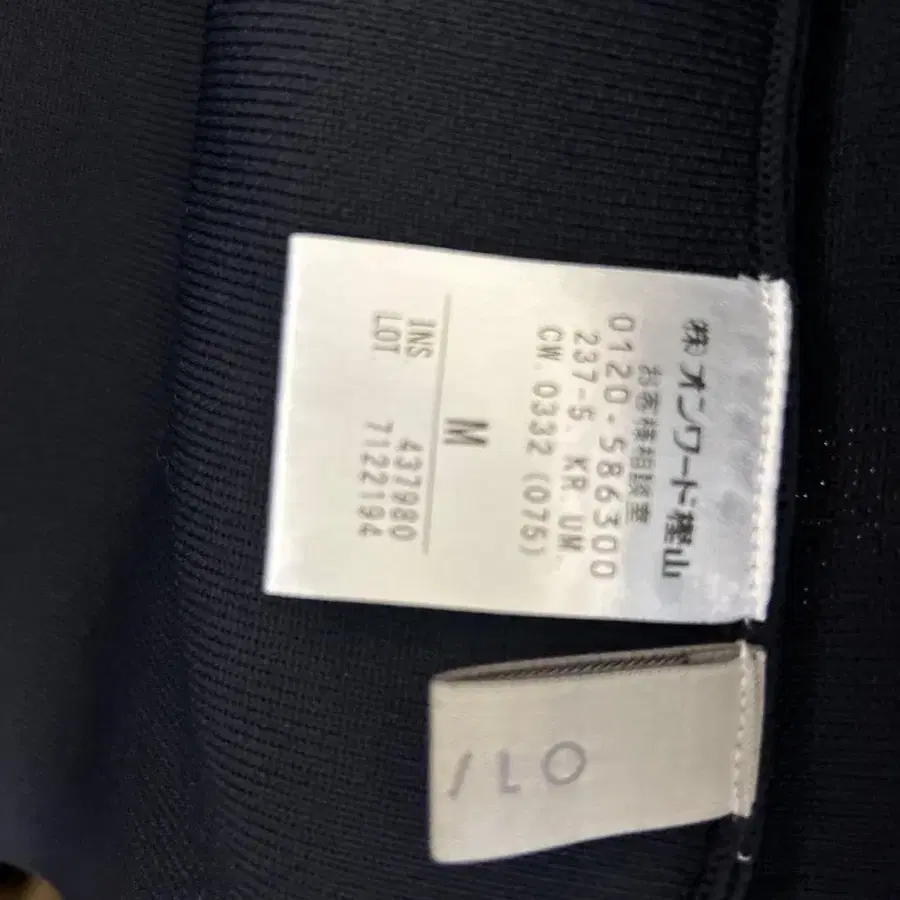 ㈱オンワード樫山
お客様相談室
0120-586300
237-5. KR. UM.
CW. 0332 (075)
M
INS. 437980
LOT. 7122194